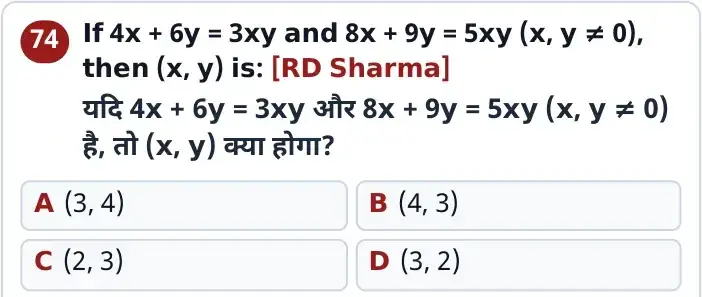 74 If 4x + 6y = 3xy and 8x + 9y = 5xy (x, y ≠ 0),
then (x, y) is: [RD Sharma]
यदि 4x + 6y = 3xy और 8x + 9y = 5xy (x, y ≠ 0)
है, तो (x, y) क्या होगा?
A (3, 4) B (4, 3)
C (2, 3) D (3, 2)